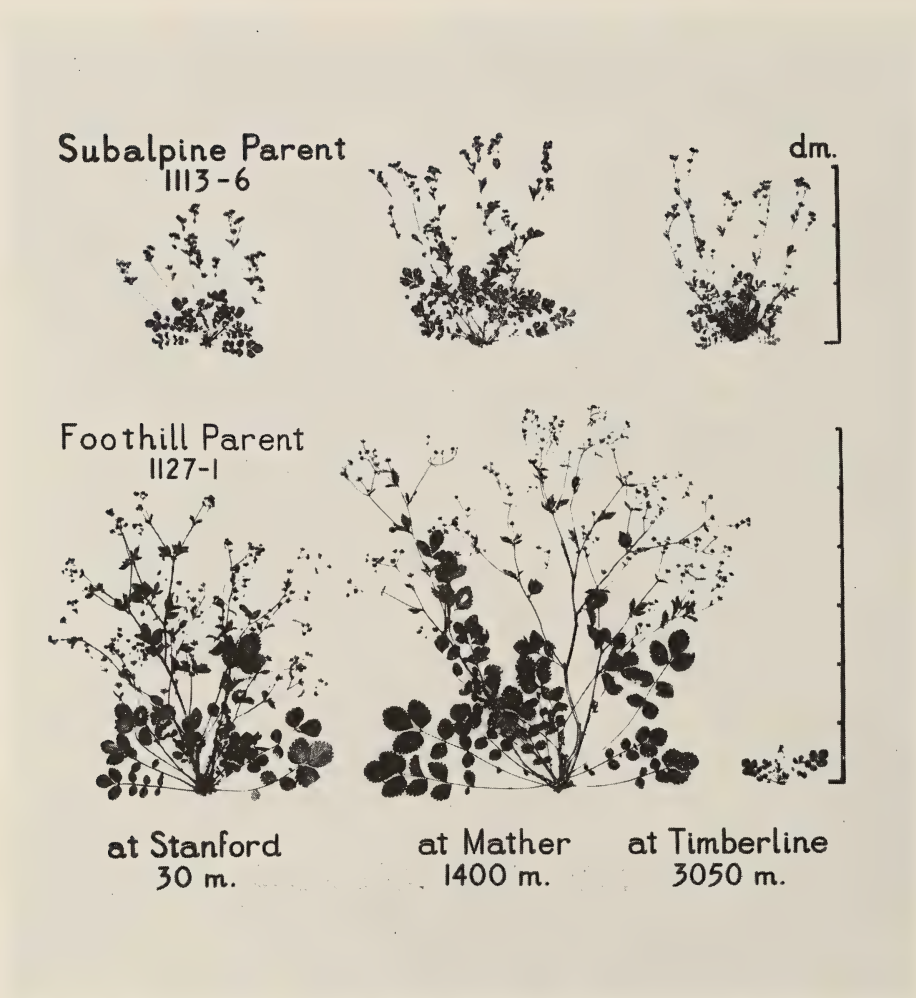 Subalpine Parent
1113-6
dm.
Foothill Parent
1127-1
at Stanford
30 m.
at Mather
1400 m.
at Timberline
3050 m.